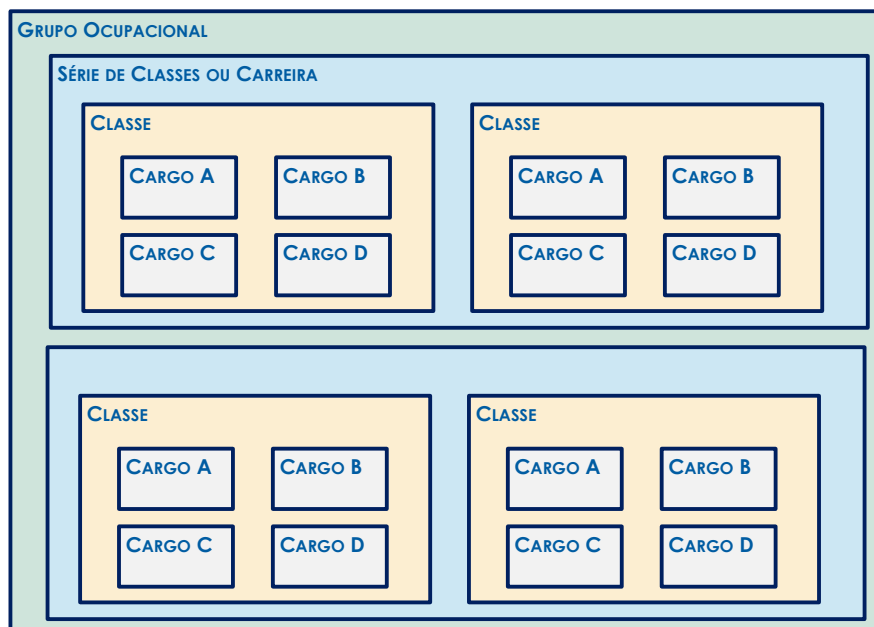 GRUPO OCUPACIONAL
SÉRIE DE CLASSES OU CARREIRA
CLASSE CLASSE
CARGO A CARGO B CARGO A CARGO B
CARGO C CARGO D CARGO C CARGO D
CLASSE CLASSE
CARGO A CARGO B CARGO A CARGO B
CARGO C CARGO D CARGO C CARGO D